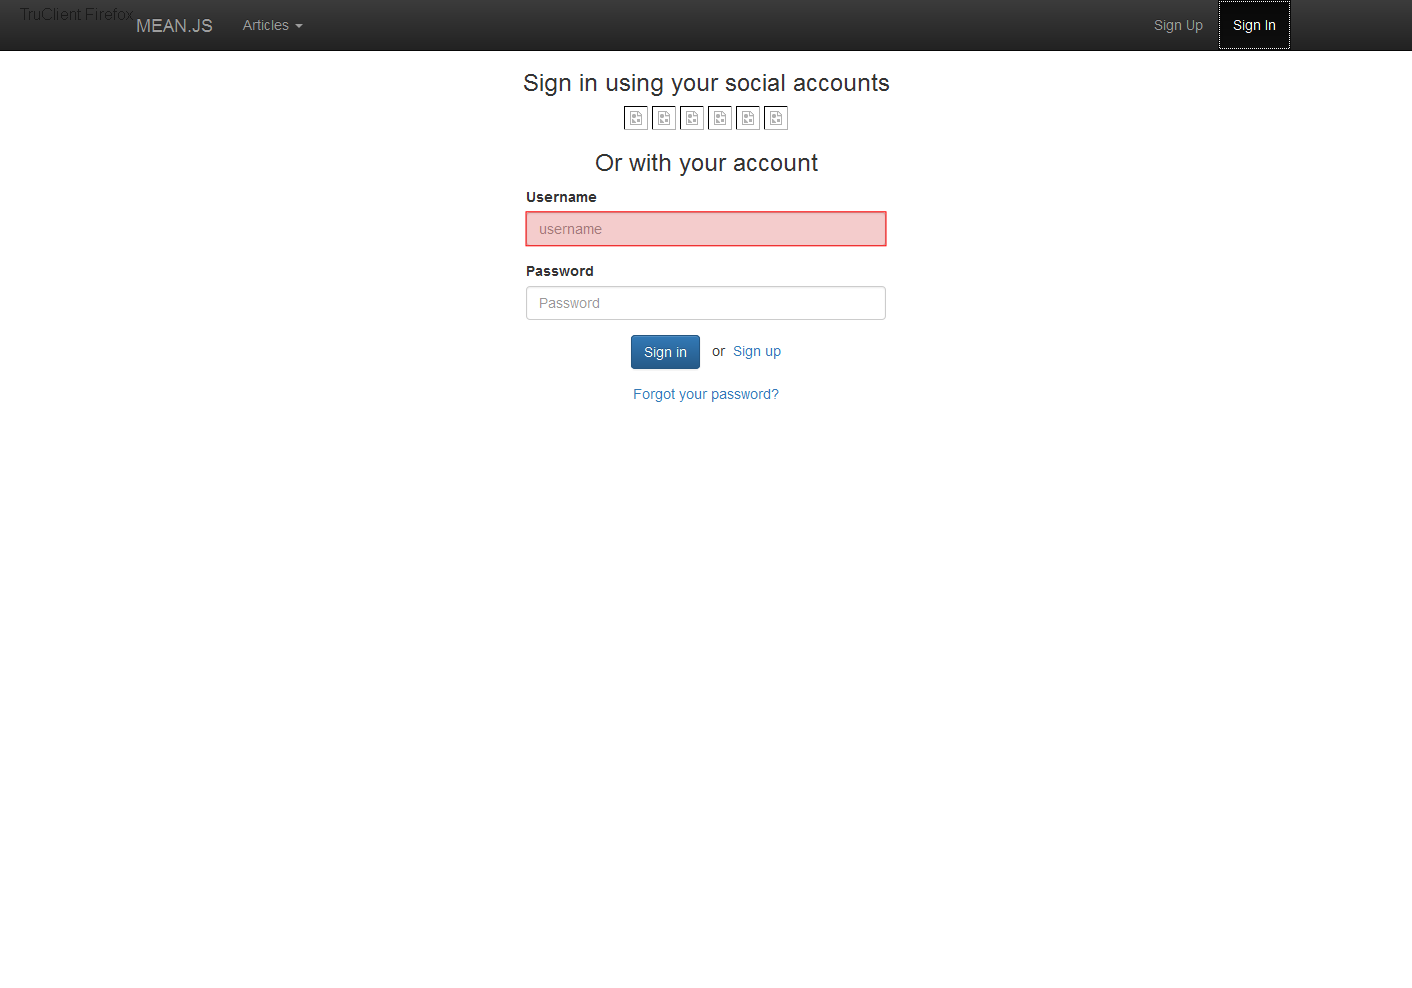 TruClient Firefox
MEAN.JS Articles Sign Up Sign In
Sign in using your social accounts
Or with your account
Username
username
Password
Password
Sign in or Sign up
Forgot your password?